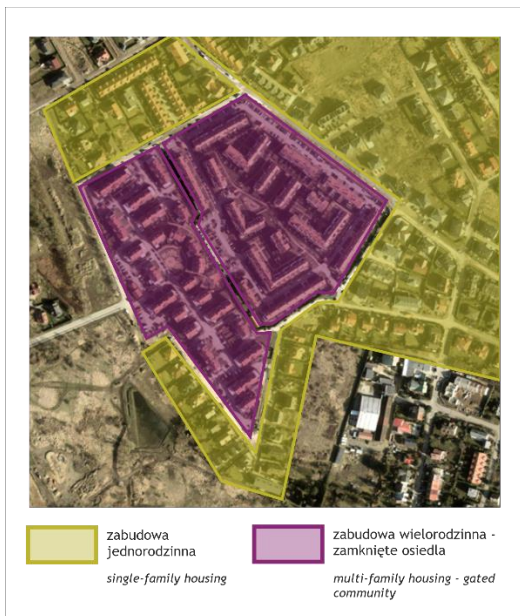 zabudowa
jednorodzinna
single-family housing
zabudowa wielorodzinna -
zamknięte osiedla
multi-family housing - gated
community